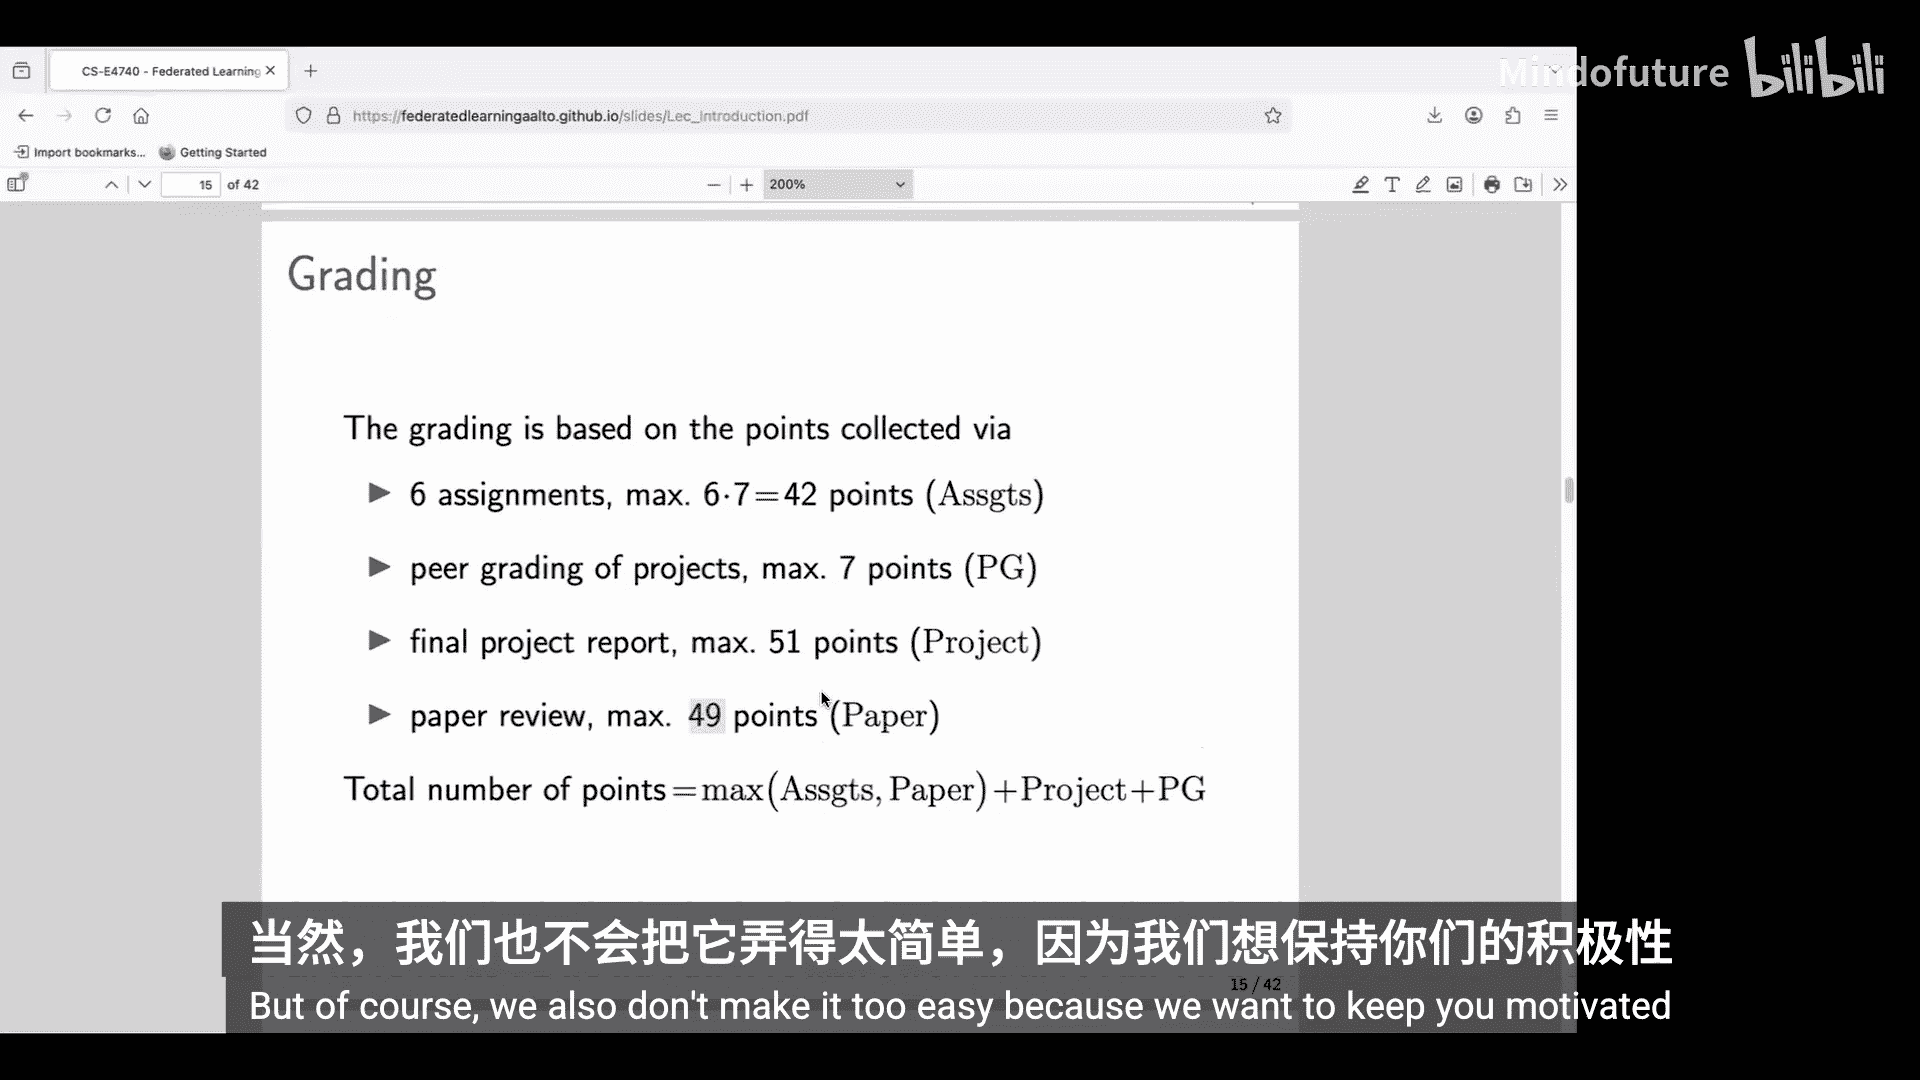 Mindofuture bilibili
CS-E4740 - Federated Learning
https://federatedlearningaalto.github.io/slides/Lec_Introduction.pdf
Import bookmarks... Getting Started
15 of 42 200%
Grading
The grading is based on the points collected via
▶ 6 assignments, max. 6·7=42 points (Assgts)
▶ peer grading of projects, max. 7 points (PG)
▶ final project report, max. 51 points (Project)
▶ paper review, max. 49 points (Paper)
Total number of points=max(Assgts, Paper)+Project+PG
当然，我们也不会把它弄得太简单，因为我们想保持你们的积极性
15 / 42
But of course, we also don't make it too easy because we want to keep you motivated